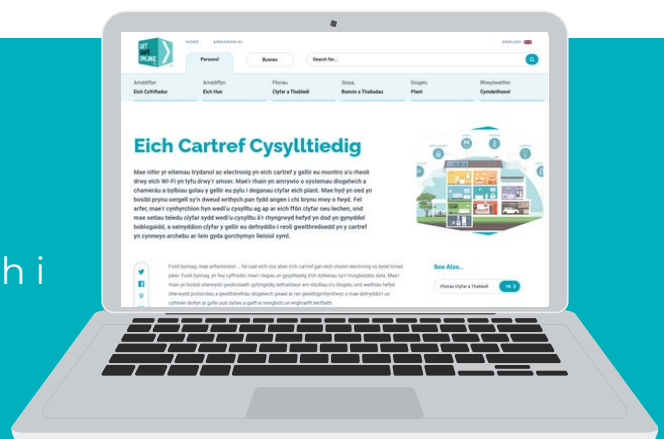 HOME AMDANOM NI ENGLISH
GET SAFE ONLINE
Personol Busnes Search for...
Amddiffyn Amddiffyn Ffonau Siopa, Diogelu Rhwydweithio
Eich Cyfrifiadur Eich Hun Clyfar a Thabledi Bancio a Thaliadau Plant Cymdeithasol
Eich Cartref Cysylltiedig
Mae nifer yr eitemau trydanol ac electronig yn eich cartref y gellir eu monitro a'u rheoli
drwy eich Wi-Fi yn tyfu drwy'r amser. Mae'r rhain yn amrywio o systemau diogelwch a
chamerâu a bylbiau golau y gellir eu pylu i deganau clyfar eich plant. Mae hyd yn oed yn
bosibl prynu oergell sy'n dweud wrthych pan fydd angen i chi brynu mwy o fwyd. Fel
arfer, mae'r cynhyrchion hyn wedi'u cysylltu ag ap ar eich ffôn clyfar neu lechen, ond
mae setiau teledu clyfar sydd wedi'u cysylltu â'r rhyngrwyd hefyd yn dod yn gynyddol
boblogaidd, a seinyddion clyfar y gellir eu defnyddio i reoli gweithredoedd yn y cartref
yn cynnwys archebu ar-lein gyda gorchymyn lleisiol syml.
h i
See Also...
Ffonau Clyfar a Thabledi